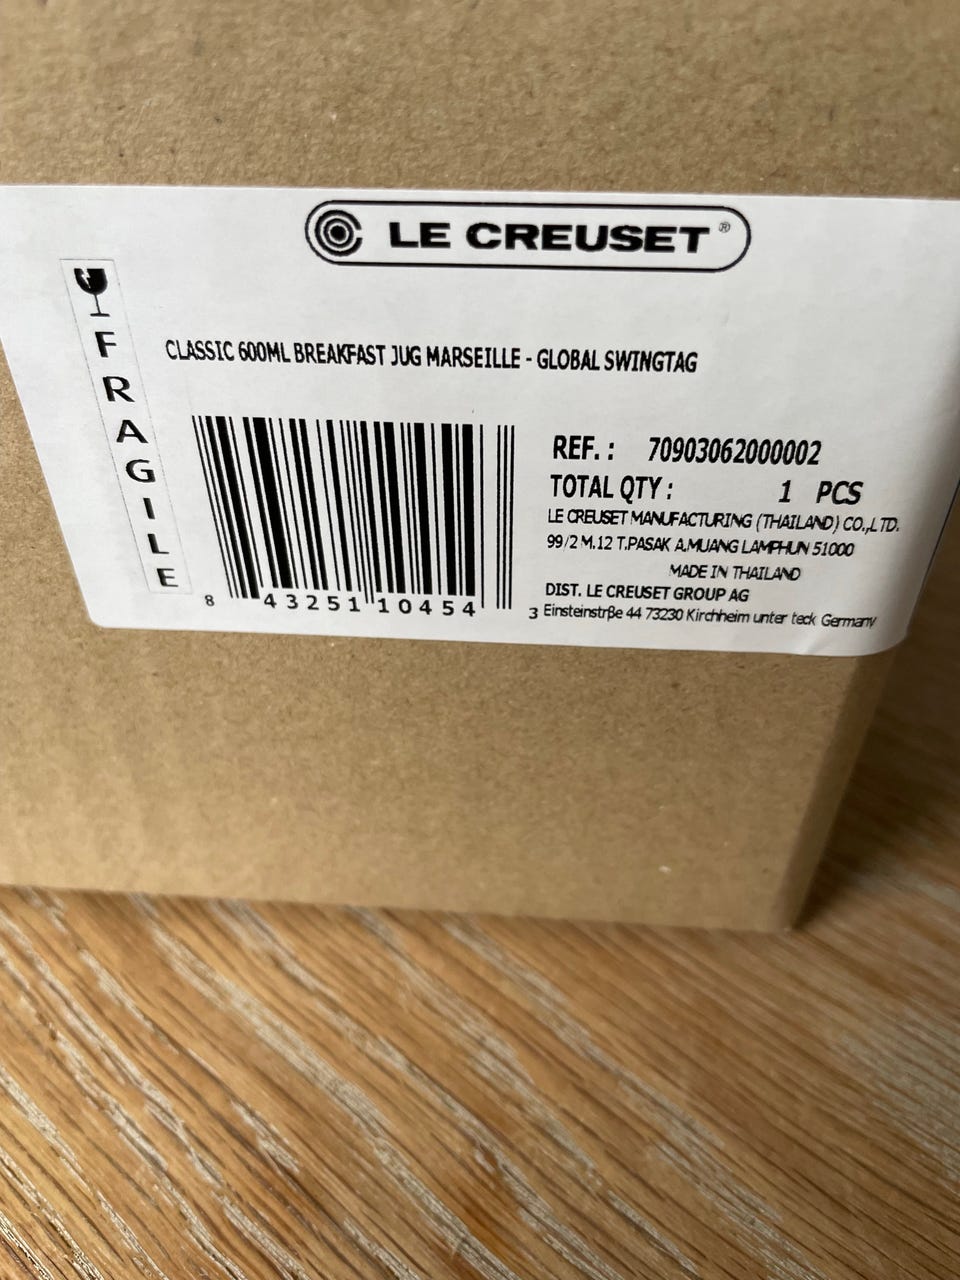 LE CREUSET®
FRAGILE
CLASSIC 600ML BREAKFAST JUG MARSEILLE - GLOBAL SWINGTAG
REF. : 70903062000002
TOTAL QTY : 1 PCS
LE CREUSET MANUFACTURING (THAILAND) CO.,LTD.
99/2 M.12 T.PASAK A.MUANG LAMPHUN 51000
MADE IN THAILAND
DIST. LE CREUSET GROUP AG
Einsteinstrβe 44 73230 Kirchheim unter teck Germany
8 43251 10454 3